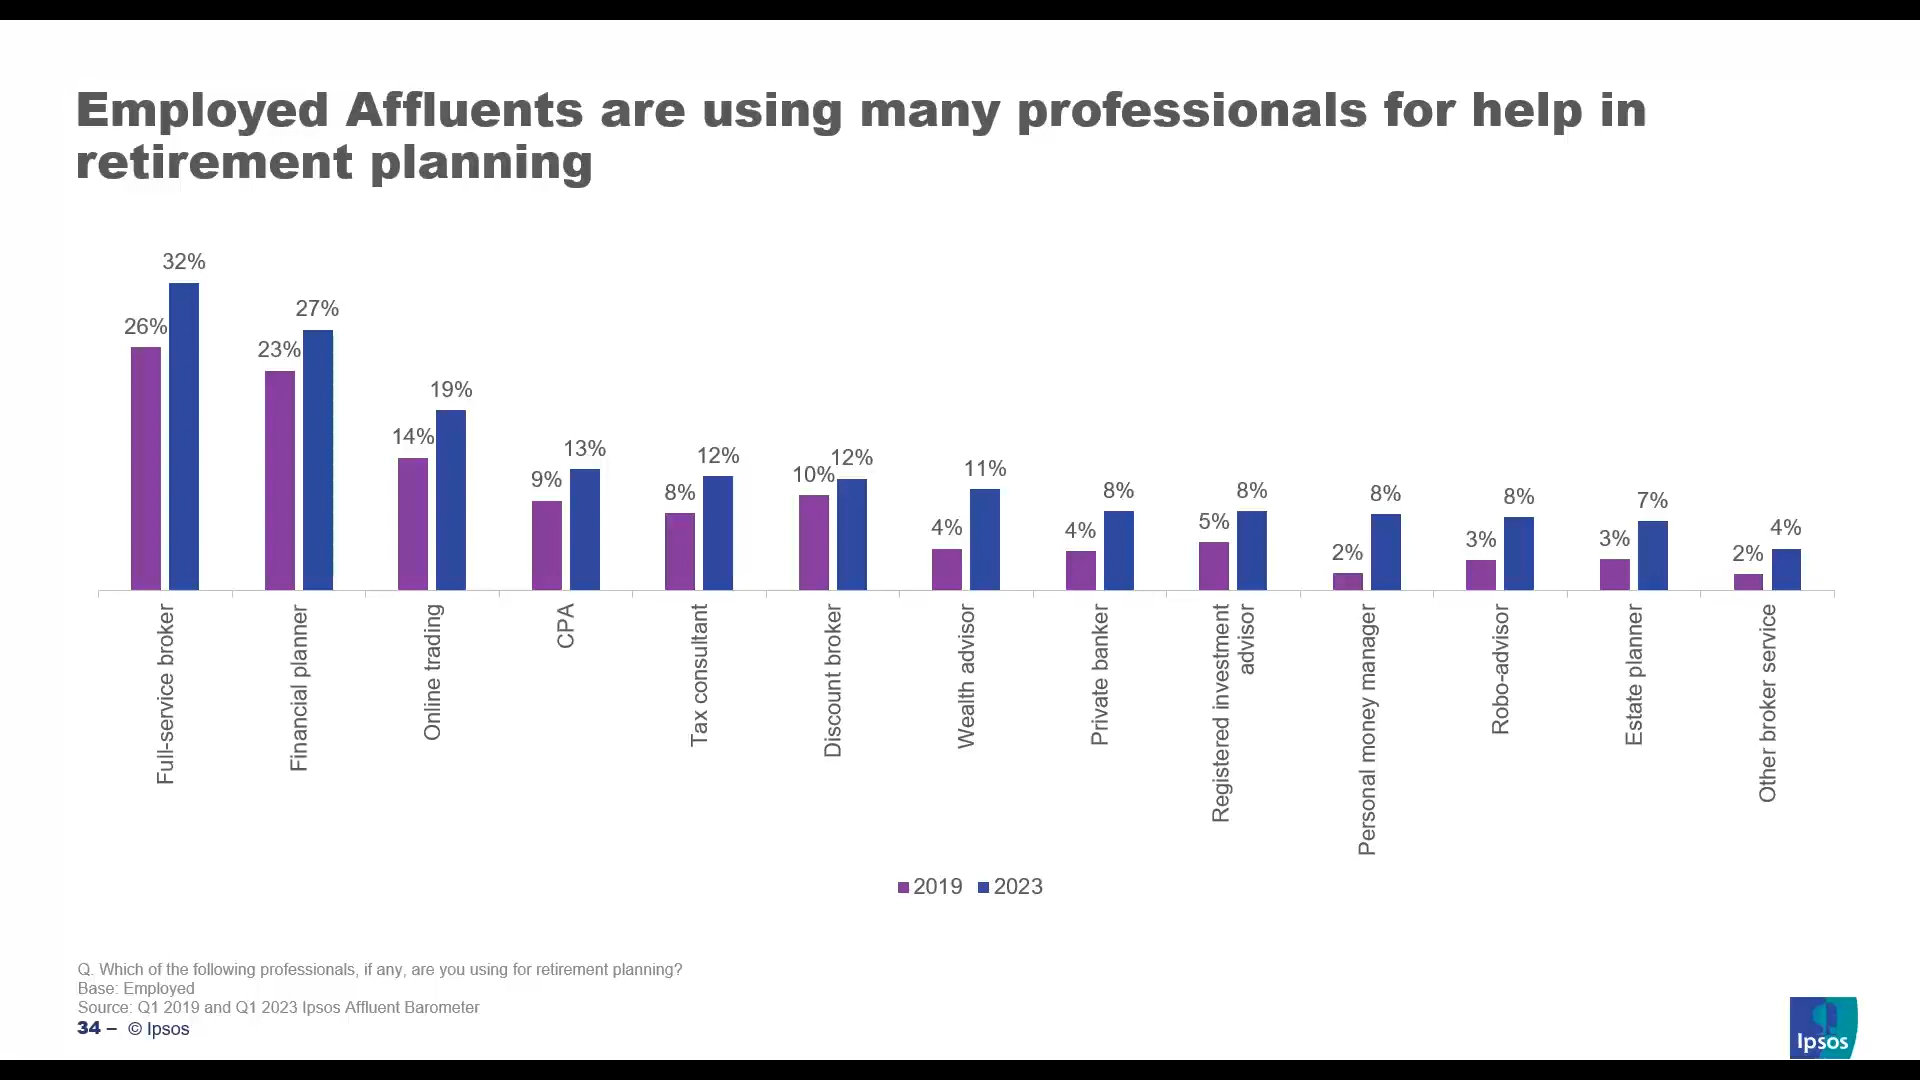 Employed Affluents are using many professionals for help in
retirement planning
32%
26%
27%
23%
19%
14%
13%
9%
12%
8%
12%
10%
11%
4%
8%
4%
8%
5%
8%
2%
8%
3%
7%
3%
4%
2%
Full-service broker
Financial planner
Online trading
CPA
Tax consultant
Discount broker
Wealth advisor
Private banker
Registered investment
advisor
Personal money manager
Robo-advisor
Estate planner
Other broker service
2019 2023
Q. Which of the following professionals, if any, are you using for retirement planning?
Base: Employed
Source: Q1 2019 and Q1 2023 Ipsos Affluent Barometer
34 – © Ipsos
Ipsos